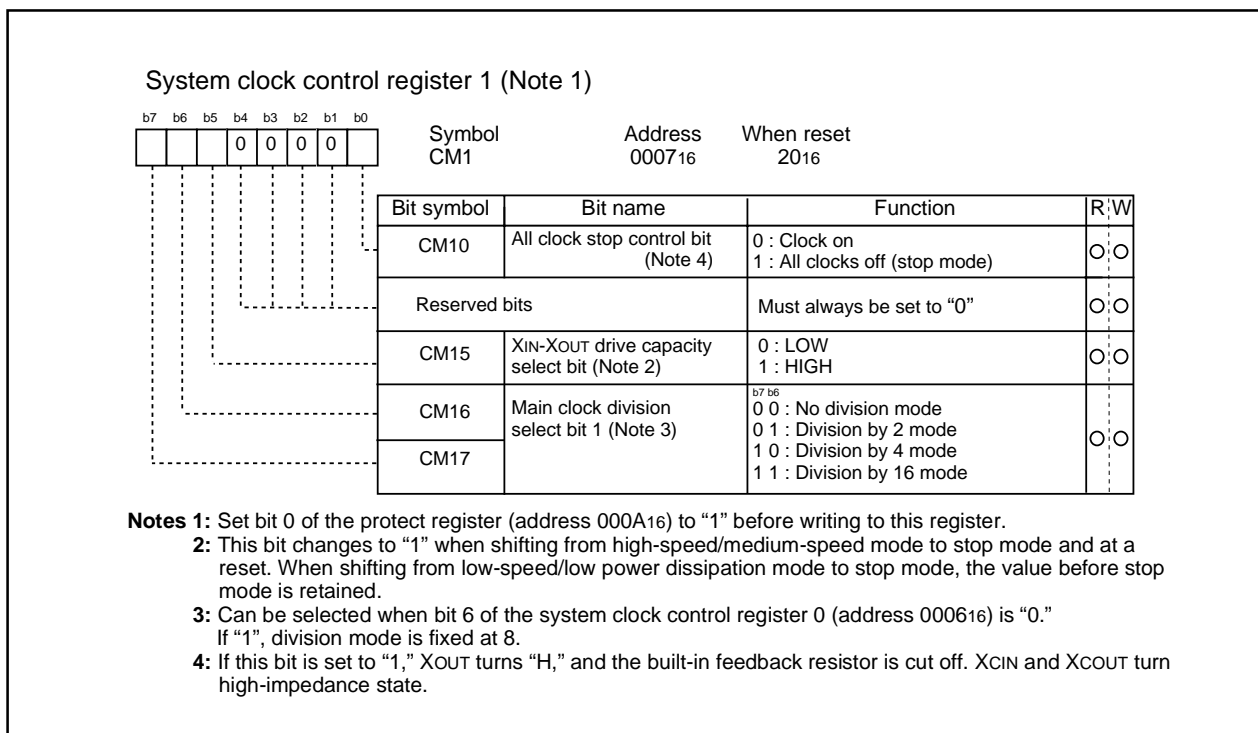 System clock control register 1 (Note 1)
b7 b6 b5 b4 b3 b2 b1 b0
0 0 0 0
Symbol Address When reset
CM1 000716 2016
Bit symbol Bit name Function R W
CM10 All clock stop control bit (Note 4) 0 : Clock on
1 : All clocks off (stop mode)
Reserved bits Must always be set to “0”
CM15 XIN-XOUT drive capacity
select bit (Note 2)
0 : LOW
1 : HIGH
CM16
CM17
Main clock division
select bit 1 (Note 3)
b7 b6
0 0 : No division mode
0 1 : Division by 2 mode
1 0 : Division by 4 mode
1 1 : Division by 16 mode
Notes 1: Set bit 0 of the protect register (address 000A16) to “1” before writing to this register.
2: This bit changes to “1” when shifting from high-speed/medium-speed mode to stop mode and at a
reset. When shifting from low-speed/low power dissipation mode to stop mode, the value before stop
mode is retained.
3: Can be selected when bit 6 of the system clock control register 0 (address 000616) is “0.”
If “1”, division mode is fixed at 8.
4: If this bit is set to “1,” XOUT turns “H,” and the built-in feedback resistor is cut off. XCIN and XCOUT turn
high-impedance state.